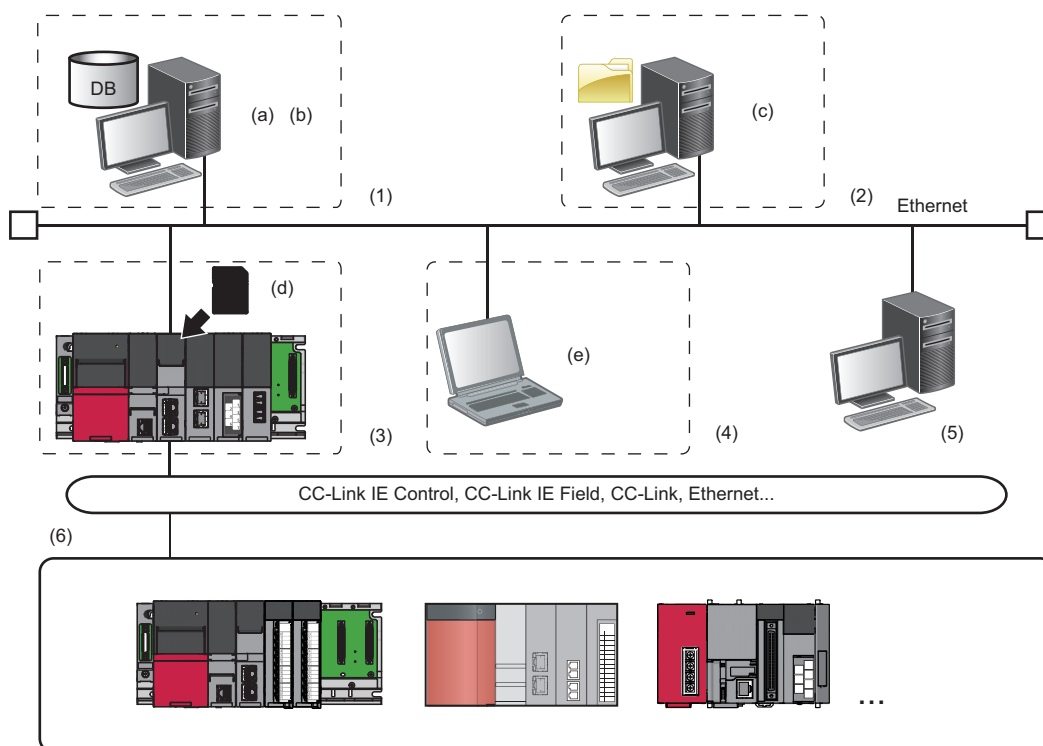 DB
(a) (b)
(c)
(1)
(2)
Ethernet
(d)
(e)
(3)
(4)
(5)
CC-Link IE Control, CC-Link IE Field, CC-Link, Ethernet...
(6)
...